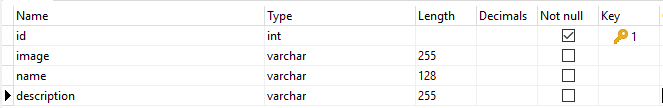 Name Type Length Decimals Not null Key
id int 1
image varchar 255
name varchar 128
description varchar 255